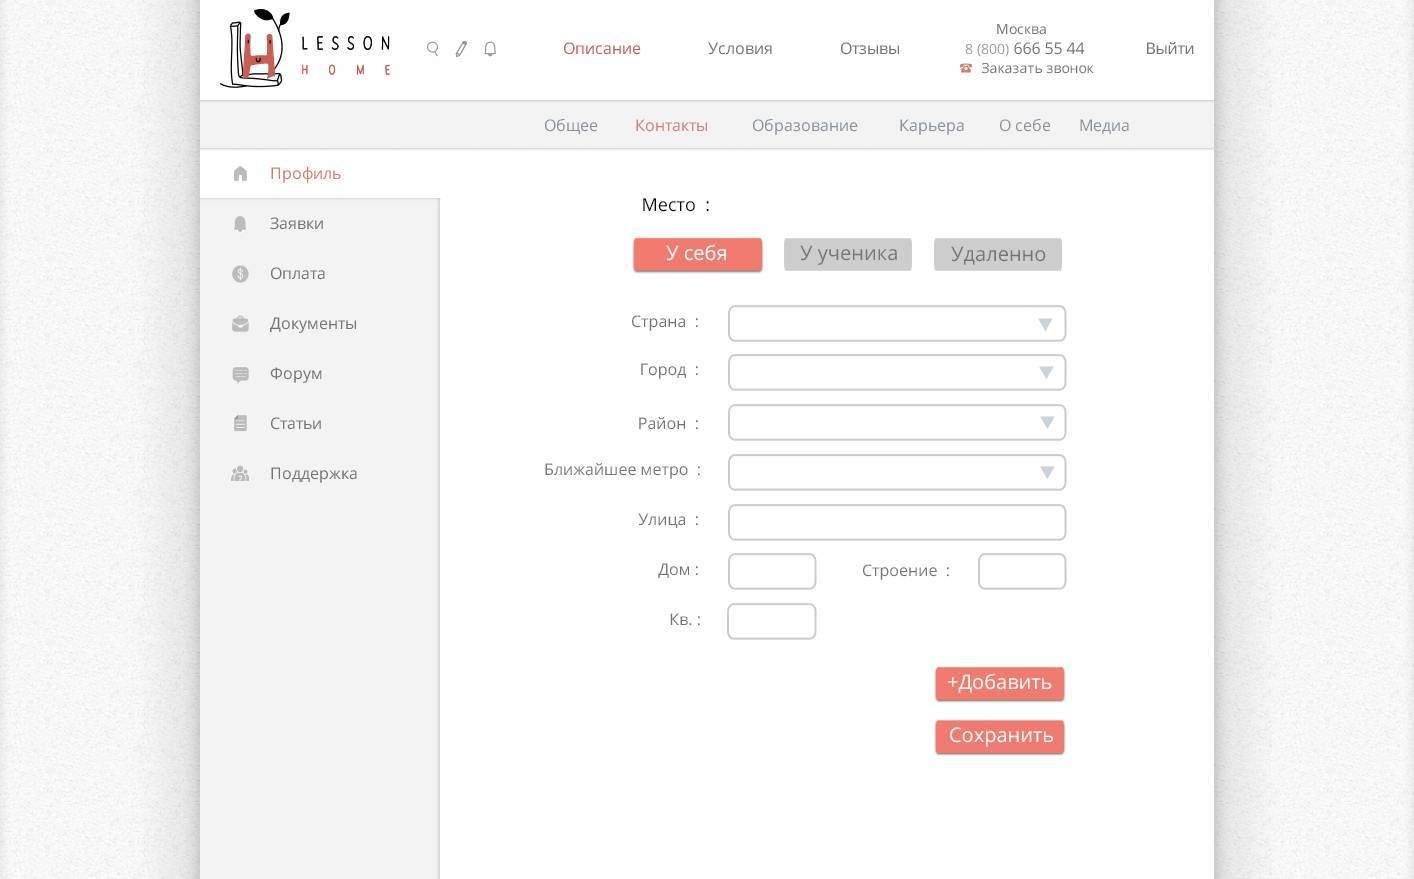 LESSON
HOME
Описание
Условия
Отзывы
Москва
8 (800) 666 55 44
Заказать звонок
Выйти
Общее
Контакты
Образование
Карьера
О себе
Медиа
Профиль
Заявки
Оплата
Документы
Форум
Статьи
Поддержка
Место :
У себя
У ученика
Удаленно
Страна :
Город :
Район :
Ближайшее метро :
Улица :
Дом :
Строение :
Кв. :
+Добавить
Сохранить